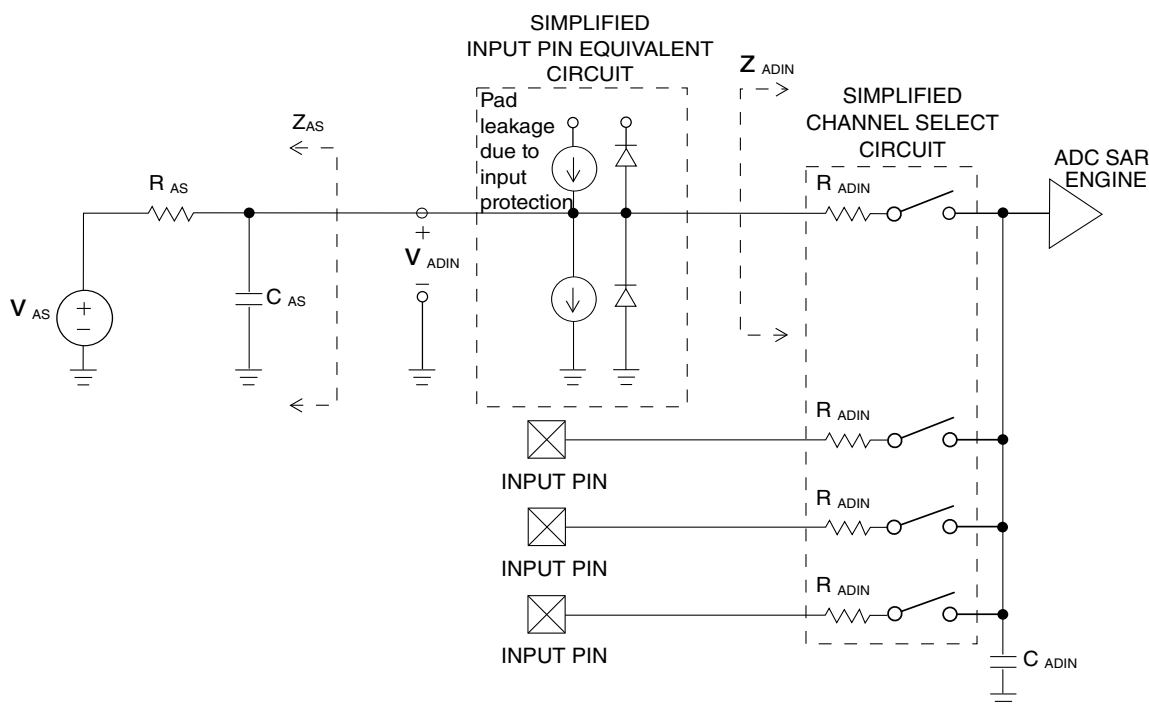 SIMPLIFIED
INPUT PIN EQUIVALENT
CIRCUIT
Z ADIN
SIMPLIFIED
CHANNEL SELECT
CIRCUIT
ADC SAR
ENGINE
Pad
leakage
due to
input
protection
ZAS
R AS
R ADIN
+
V ADIN
–
C AS
V AS
+
–
R ADIN
INPUT PIN
R ADIN
INPUT PIN
R ADIN
INPUT PIN
C ADIN